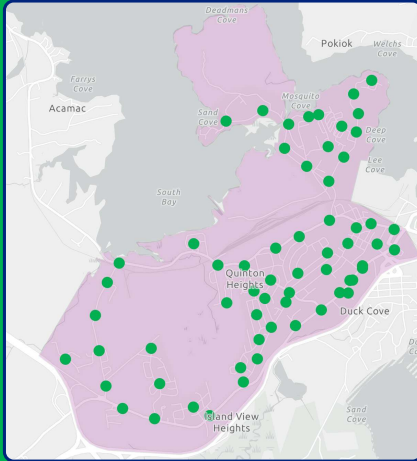 Deadmans
Cove
Pokiok
Welchs
Cove
Farrys
Cove
Acamac
Mosquito
Cove
Sand
Cove
Deep
Cove
Lee
Cove
South
Bay
Quinton
Heights
Duck Cove
Sand
Cove
Island View
Heights